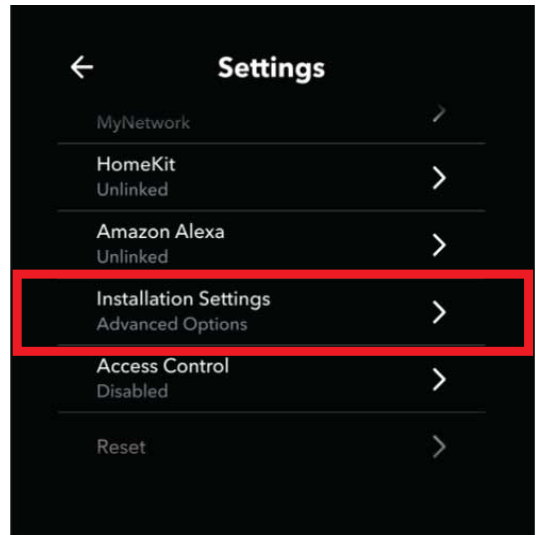 Settings
MyNetwork
HomeKit
Unlinked
Amazon Alexa
Unlinked
Installation Settings
Advanced Options
Access Control
Disabled
Reset